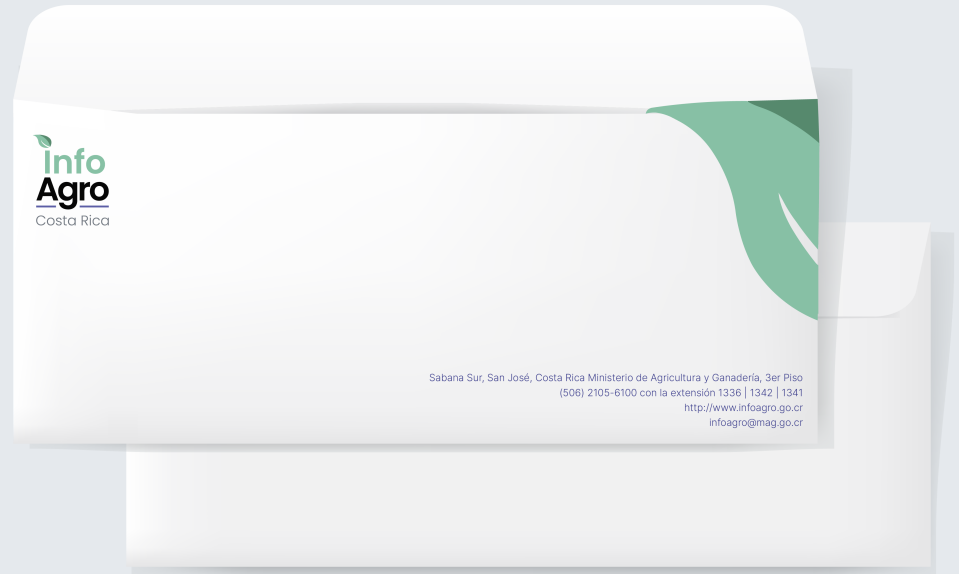 Info
Agro
Costa Rica
Sabana Sur, San José, Costa Rica Ministerio de Agricultura y Ganadería, 3er Piso
(506) 2105-6100 con la extensión 1336 | 1342 | 1341
http://www.infoagro.go.cr
infoagro@mag.go.cr